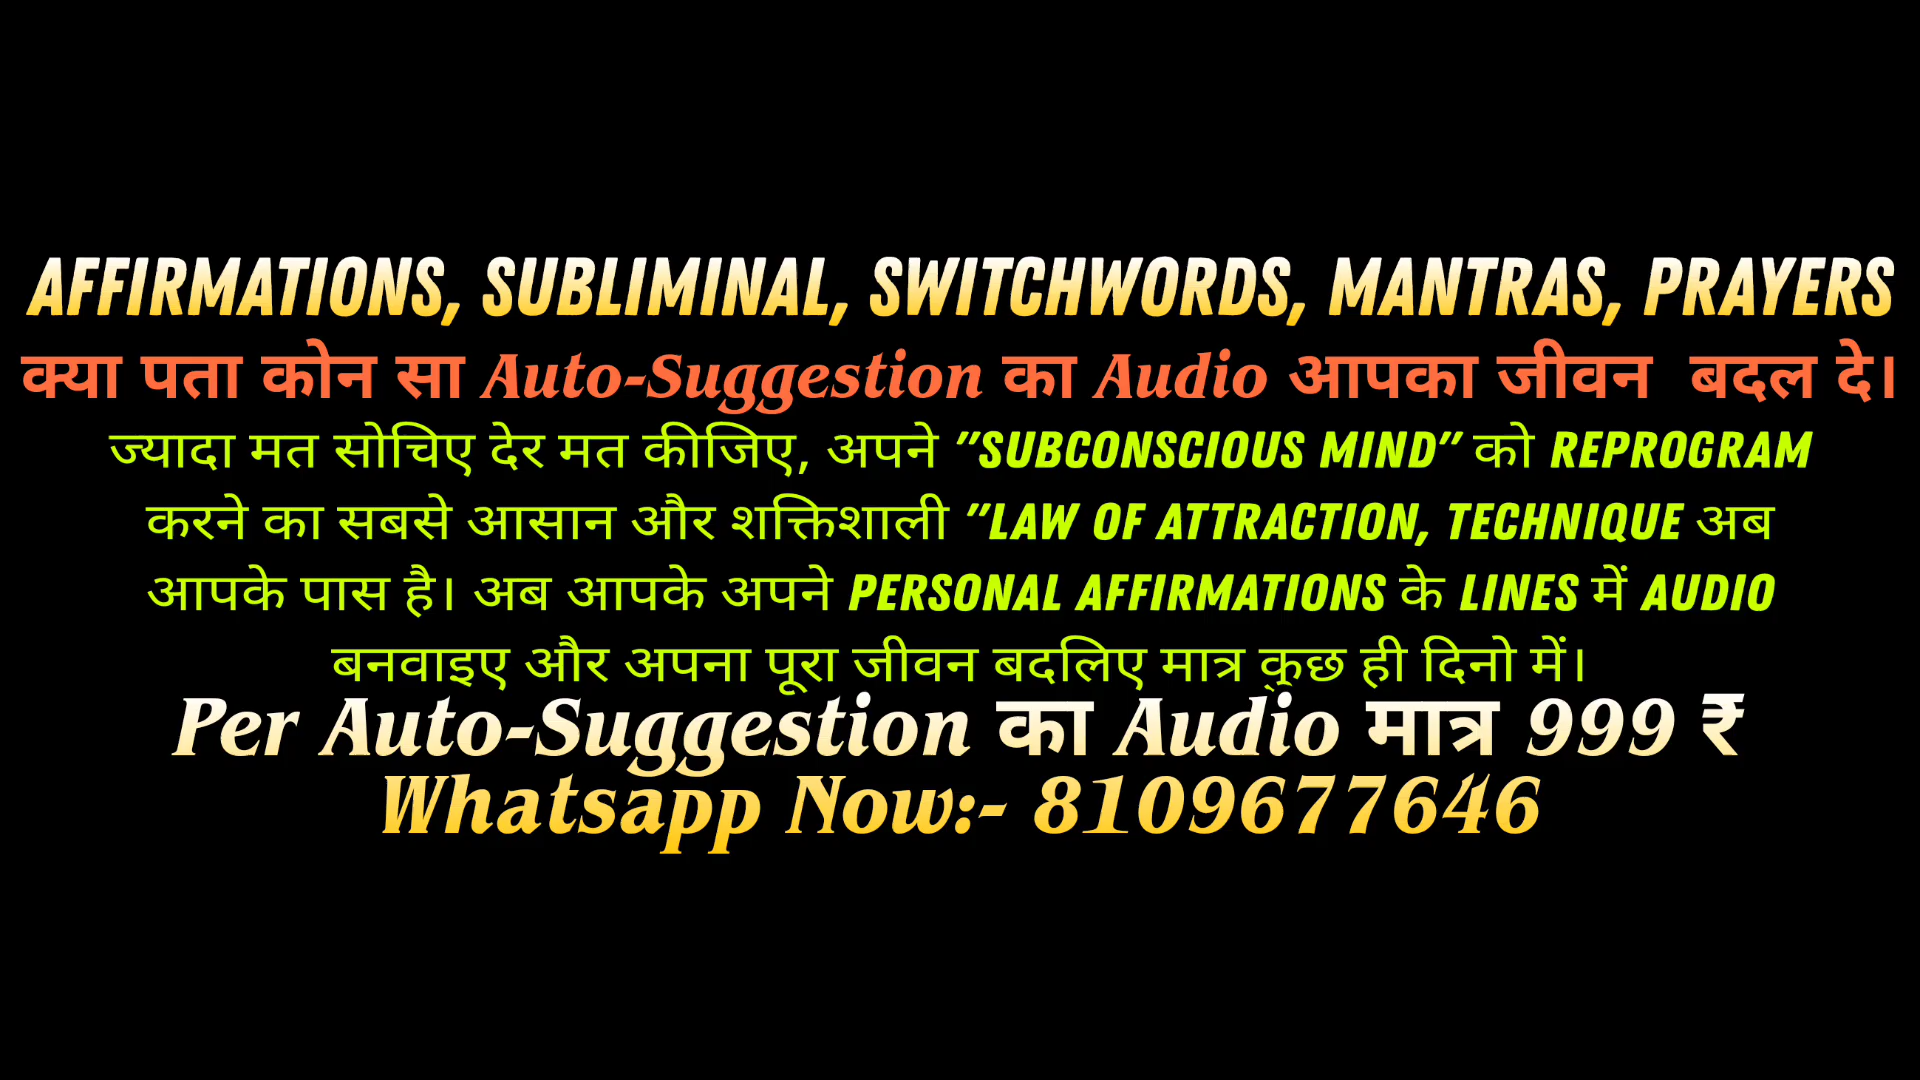 AFFIRMATIONS, SUBLIMINAL, SWITCHWORDS, MANTRAS, PRAYERS
क्या पता कोन सा Auto-Suggestion का Audio आपका जीवन बदल दे।
ज्यादा मत सोचिए देर मत कीजिए, अपने "SUBCONSCIOUS MIND" को REPROGRAM
करने का सबसे आसान और शक्तिशाली "LAW OF ATTRACTION, TECHNIQUE अब
आपके पास है। अब आपके अपने PERSONAL AFFIRMATIONS के LINES में AUDIO
बनवाइए और अपना पूरा जीवन बदलिए मात्र कुछ ही दिनो में।
Per Auto-Suggestion का Audio मात्र 999 ₹
Whatsapp Now:- 8109677646